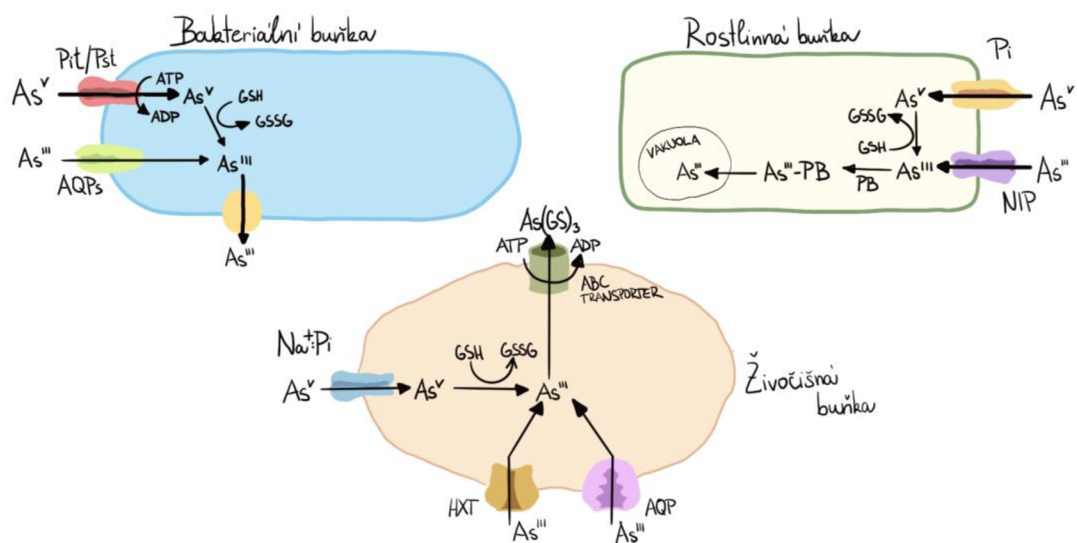 Bakteriální buňka
Pit/Pst
Asⱽ
ATP
ADP
Asⱽ
GSH
GSSG
Asᴵᴵᴵ
AQPs
Asᴵᴵᴵ
Asᴵᴵᴵ
Rostlinná buňka
Pi
Asⱽ
Asⱽ
GSSG
GSH
VAKUOLA
Asᴵᴵᴵ
Asᴵᴵᴵ-PB
PB
Asᴵᴵᴵ
Asᴵᴵᴵ
NIP
As(GS)₃
ATP
ADP
ABC
TRANSPORTER
Na⁺:Pi
Asⱽ
Asⱽ
GSH
GSSG
Asᴵᴵᴵ
Živočišná
buňka
HXT
Asᴵᴵᴵ
AQP
Asᴵᴵᴵ